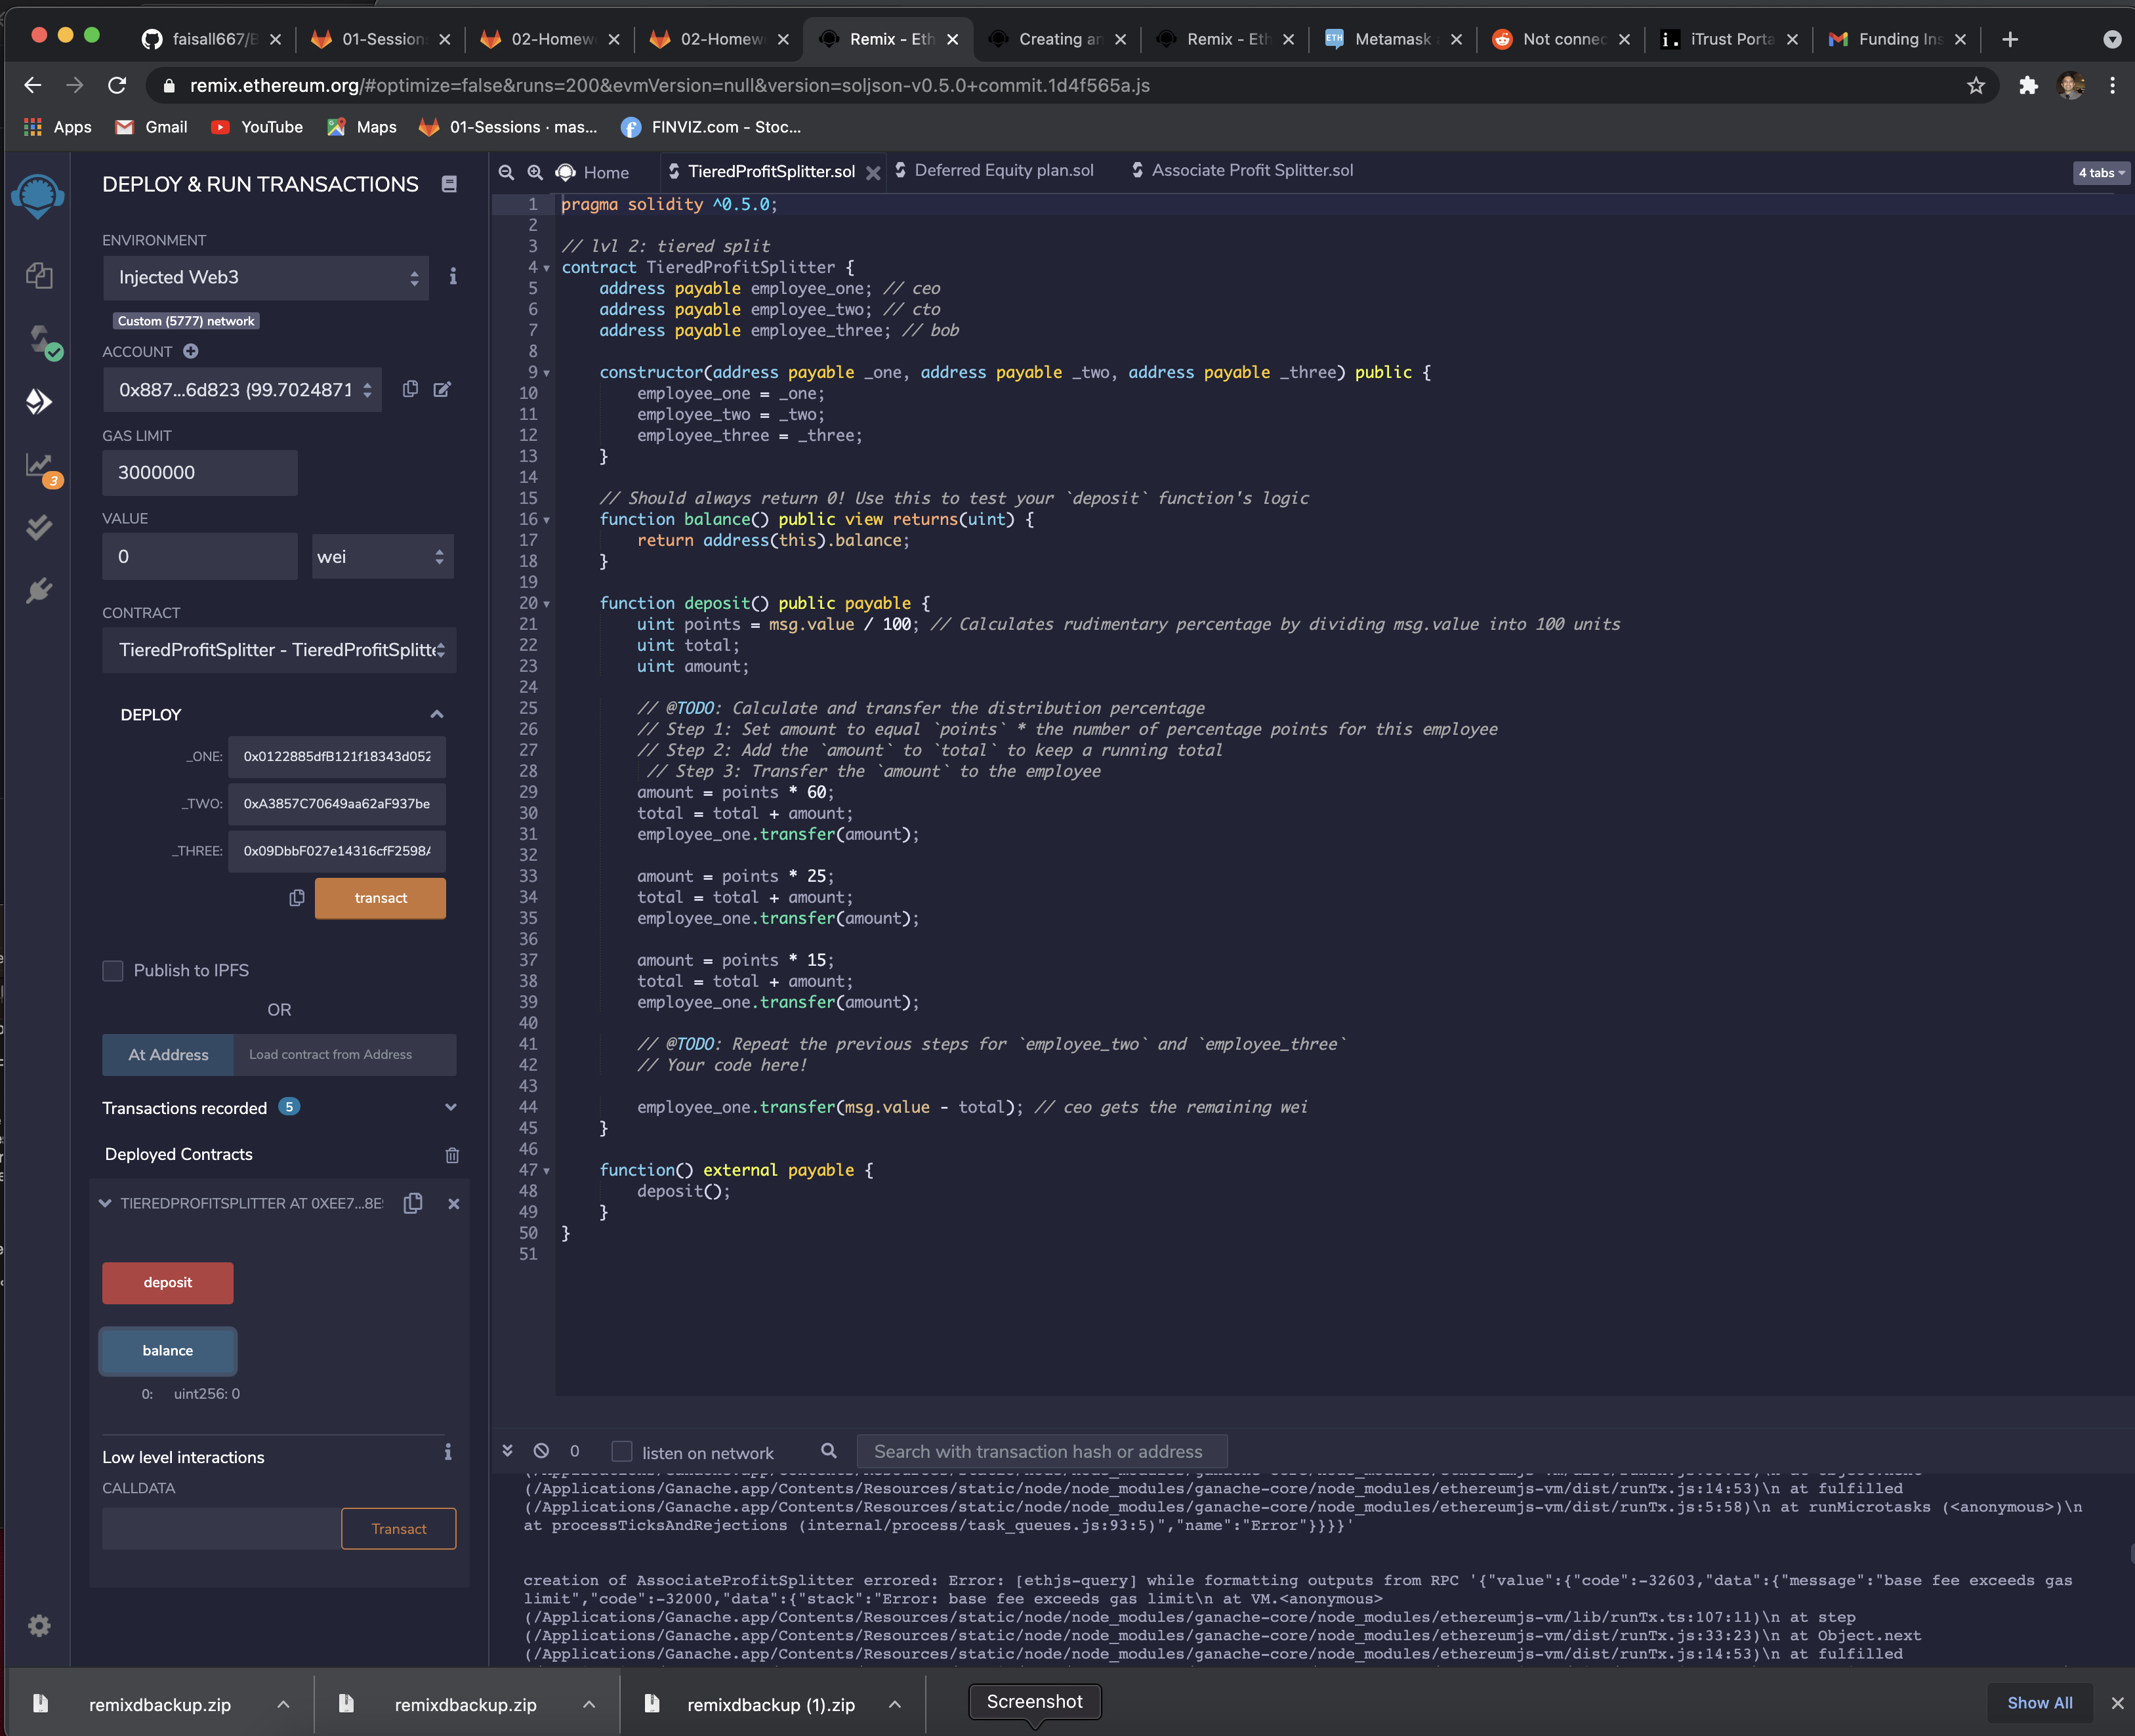 faisall667/B
01-Session
02-Homew
02-Homew
Remix - Eth
Creating an
Remix - Eth
Metamask
Not connec
iTrust Porta
Funding Ins
remix.ethereum.org/#optimize=false&runs=200&evmVersion=null&version=soljson-v0.5.0+commit.1d4f565a.js
Apps
Gmail
YouTube
Maps
01-Sessions · mas...
FINVIZ.com - Stoc...
DEPLOY & RUN TRANSACTIONS
ENVIRONMENT
Injected Web3
Custom (5777) network
ACCOUNT
0x887...6d823 (99.7024871
GAS LIMIT
3000000
VALUE
0
wei
CONTRACT
TieredProfitSplitter - TieredProfitSplitte
DEPLOY
_ONE: 0x0122885dfB121f18343d052
_TWO: 0xA3857C70649aa62aF937be
_THREE: 0x09DbbF027e14316cfF2598A
transact
Publish to IPFS
OR
At Address
Load contract from Address
Transactions recorded 5
Deployed Contracts
TIEREDPROFITSPLITTER AT 0XEE7...8E
deposit
balance
0: uint256: 0
Low level interactions
CALLDATA
Transact
3
Home
TieredProfitSplitter.sol
Deferred Equity plan.sol
Associate Profit Splitter.sol
4 tabs
1 pragma solidity ^0.5.0;
2
3 // lvl 2: tiered split
4 contract TieredProfitSplitter {
5 address payable employee_one; // ceo
6 address payable employee_two; // cto
7 address payable employee_three; // bob
8
9 constructor(address payable _one, address payable _two, address payable _three) public {
10 employee_one = _one;
11 employee_two = _two;
12 employee_three = _three;
13 }
14
15 // Should always return 0! Use this to test your `deposit` function's logic
16 function balance() public view returns(uint) {
17 return address(this).balance;
18 }
19
20 function deposit() public payable {
21 uint points = msg.value / 100; // Calculates rudimentary percentage by dividing msg.value into 100 units
22 uint total;
23 uint amount;
24
25 // @TODO: Calculate and transfer the distribution percentage
26 // Step 1: Set amount to equal `points` * the number of percentage points for this employee
27 // Step 2: Add the `amount` to `total` to keep a running total
28 // Step 3: Transfer the `amount` to the employee
29 amount = points * 60;
30 total = total + amount;
31 employee_one.transfer(amount);
32
33 amount = points * 25;
34 total = total + amount;
35 employee_one.transfer(amount);
36
37 amount = points * 15;
38 total = total + amount;
39 employee_one.transfer(amount);
40
41 // @TODO: Repeat the previous steps for `employee_two` and `employee_three`
42 // Your code here!
43
44 employee_one.transfer(msg.value - total); // ceo gets the remaining wei
45 }
46
47 function() external payable {
48 deposit();
49 }
50 }
51
0
listen on network
Search with transaction hash or address
(/Applications/Ganache.app/Contents/Resources/static/node/node_modules/ganache-core/node_modules/ethereumjs-vm/dist/runTx.js:14:53)\n at fulfilled
(/Applications/Ganache.app/Contents/Resources/static/node/node_modules/ganache-core/node_modules/ethereumjs-vm/dist/runTx.js:5:58)\n at runMicrotasks (<anonymous>)\n
at processTicksAndRejections (internal/process/task_queues.js:93:5)","name":"Error"}}}}'
creation of AssociateProfitSplitter errored: Error: [ethjs-query] while formatting outputs from RPC '{"value":{"code":-32603,"data":{"message":"base fee exceeds gas
limit","code":-32000,"data":{"stack":"Error: base fee exceeds gas limit\n at VM.<anonymous>
(/Applications/Ganache.app/Contents/Resources/static/node/node_modules/ganache-core/node_modules/ethereumjs-vm/lib/runTx.ts:107:11)\n at step
(/Applications/Ganache.app/Contents/Resources/static/node/node_modules/ganache-core/node_modules/ethereumjs-vm/dist/runTx.js:33:23)\n at Object.next
(/Applications/Ganache.app/Contents/Resources/static/node/node_modules/ganache-core/node_modules/ethereumjs-vm/dist/runTx.js:14:53)\n at fulfilled
remixdbackup.zip
remixdbackup.zip
remixdbackup (1).zip
Screenshot
Show All